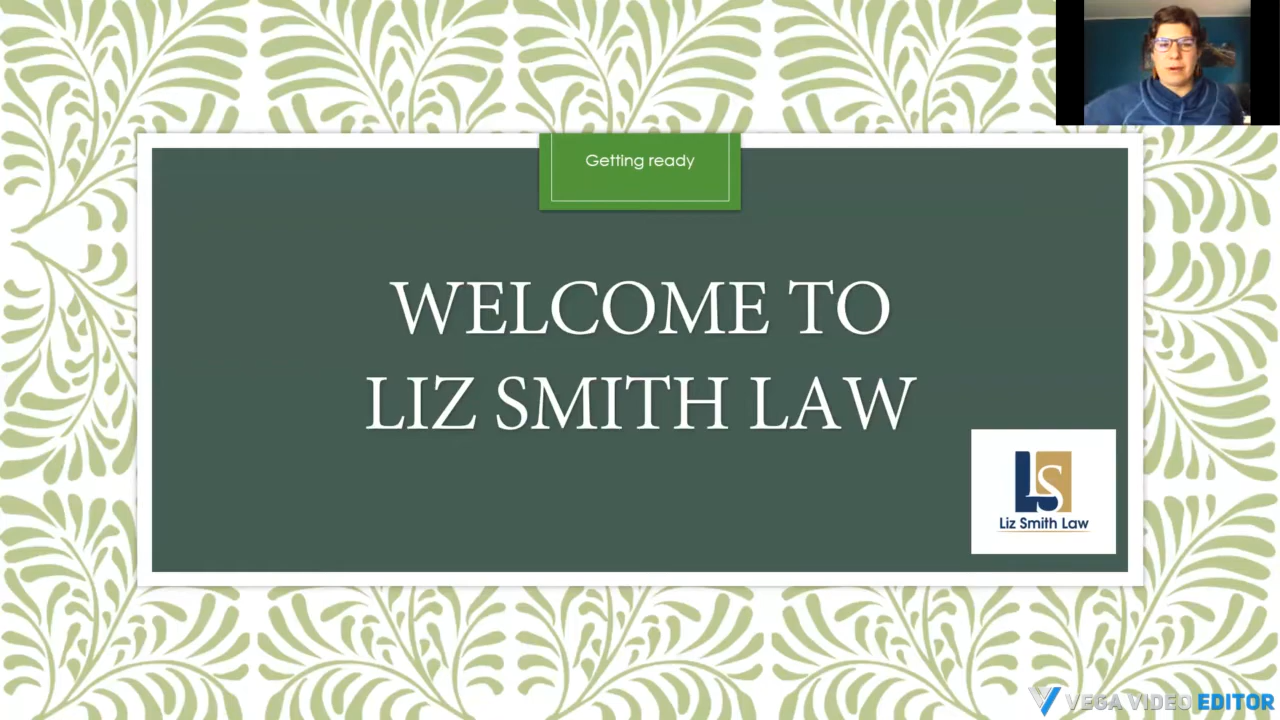 Getting ready
WELCOME TO
LIZ SMITH LAW
LS
Liz Smith Law
VEGA VIDEO EDITOR